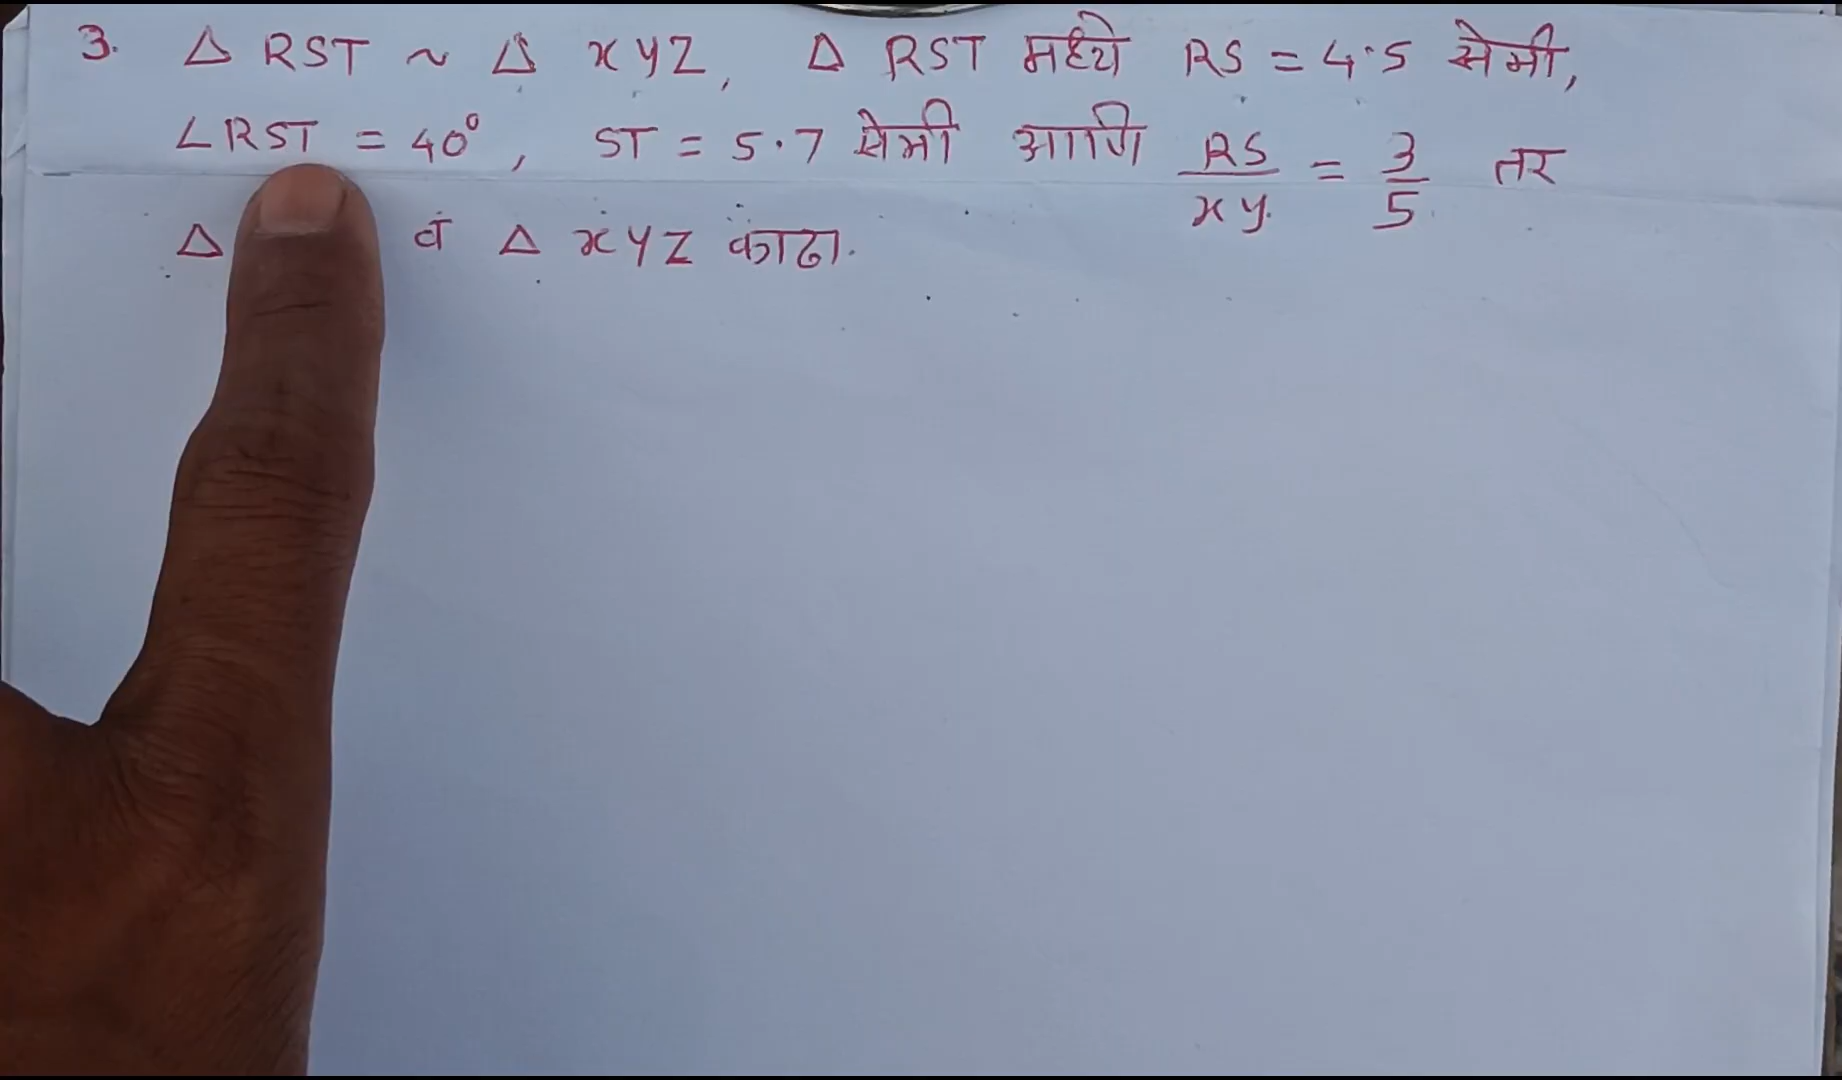 3. △ RST ~ △ XYZ, △ RST मध्ये RS = 4.5 सेमी,
∠RST = 40°, ST = 5.7 सेमी आणि RS/XY = 3/5 तर
△ व △ XYZ काढा.